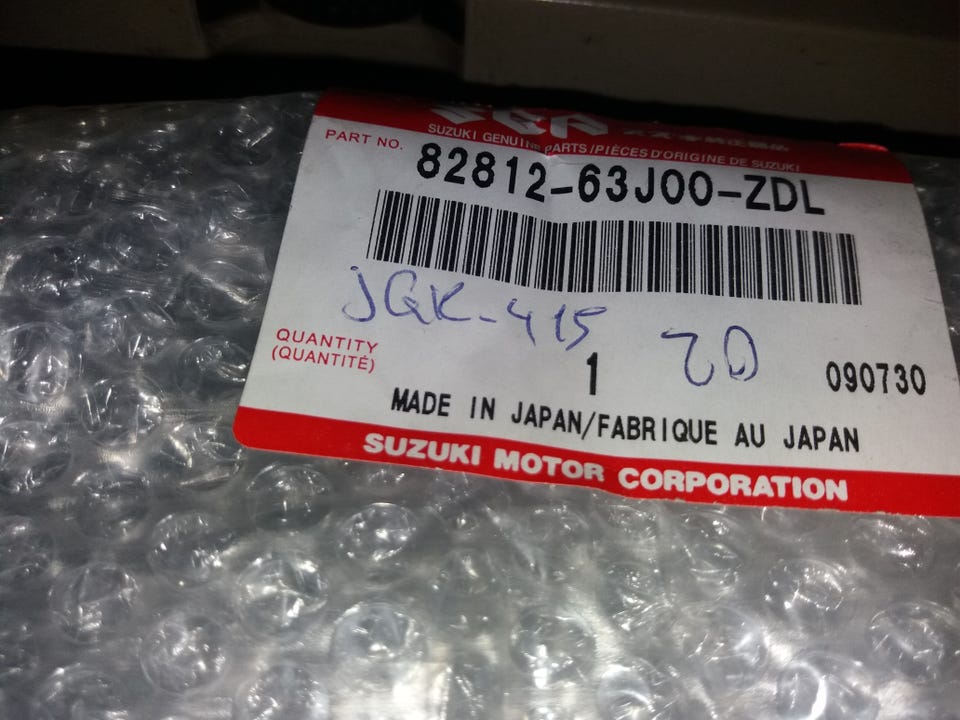 SUZUKI GENUINE PARTS/PIÈCES D'ORIGINE DE SUZUKI
PART NO. 82812-63J00-ZDL
JGK-415 ZD
QUANTITY
(QUANTITÉ)
1
090730
MADE IN JAPAN/FABRIQUE AU JAPAN
SUZUKI MOTOR CORPORATION